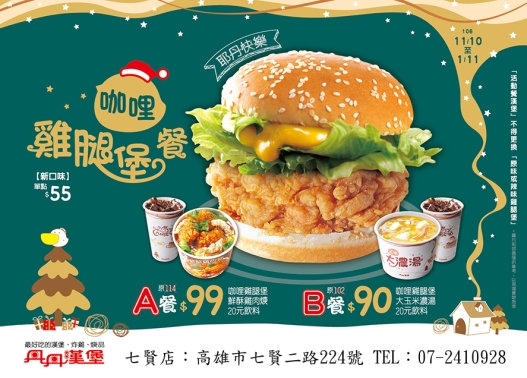 耶丹快樂
108
11/10
至
1/11
咖哩
雞腿堡餐
【新口味】
單點
$55
「活動餐漢堡」不得更換「原味或辣味雞腿堡」
原114
A餐$99
咖哩雞腿堡
鮮酥雞肉焿
20元飲料
原102
B餐$90
咖哩雞腿堡
大玉米濃湯
20元飲料
大濃湯
最好吃的漢堡、炸雞、焿品
丹丹漢堡
七賢店：高雄市七賢二路224號 TEL：07-2410928